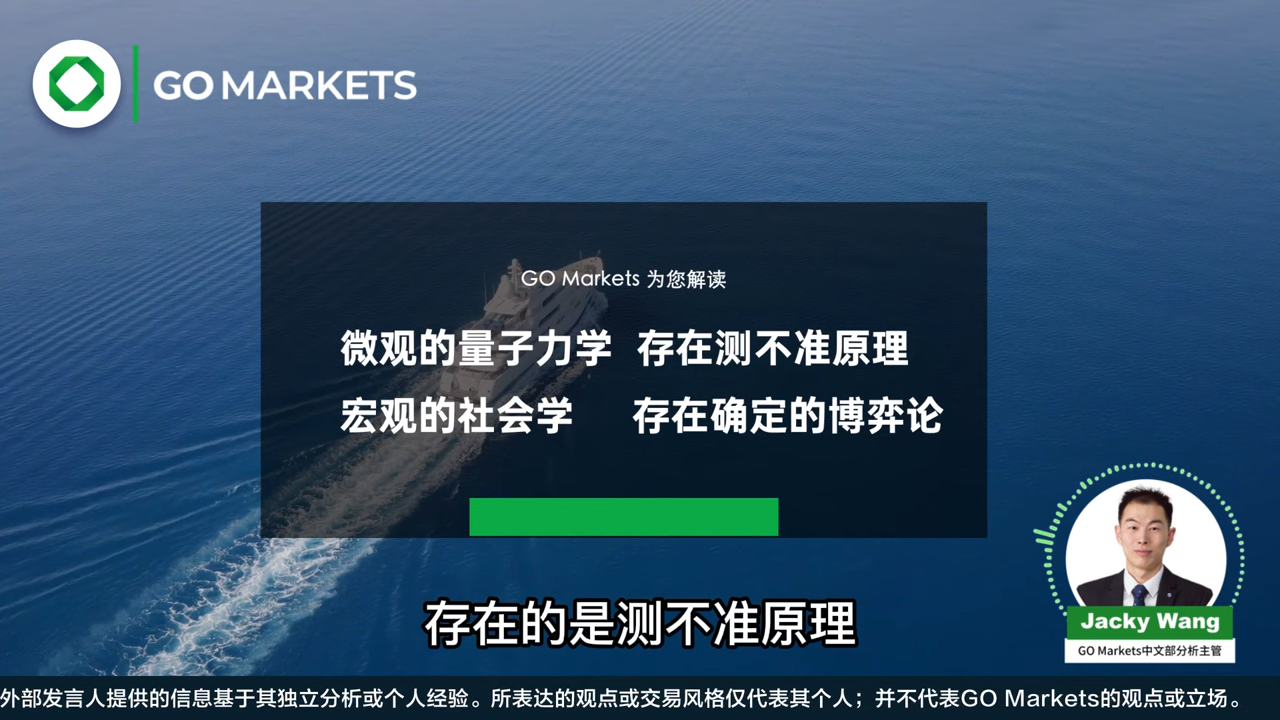 GO MARKETS
GO Markets 为您解读
微观的量子力学 存在测不准原理
宏观的社会学 存在确定的博弈论
存在的是测不准原理
Jacky Wang
GO Markets中文部分析主管
外部发言人提供的信息基于其独立分析或个人经验。所表达的观点或交易风格仅代表其个人；并不代表GO Markets的观点或立场。